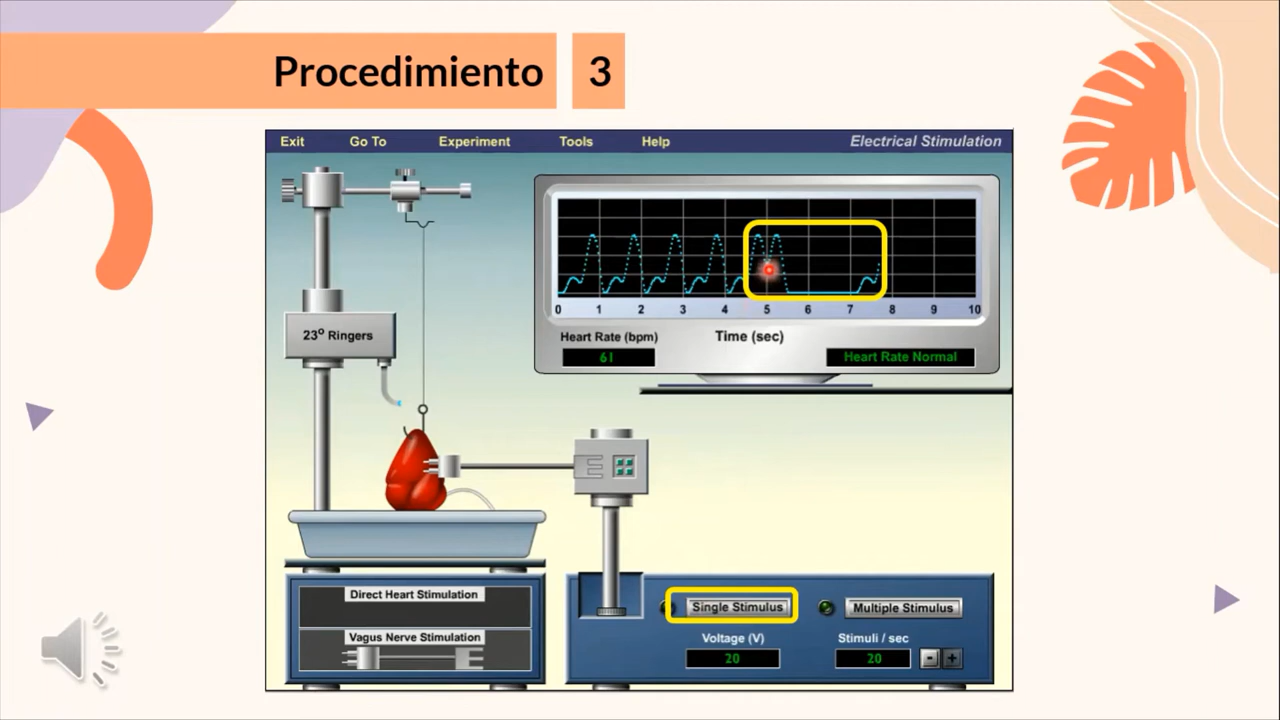 Procedimiento 3
Exit Go To Experiment Tools Help Electrical Stimulation
23º Ringers
0 1 2 3 4 5 6 7 8 9 10
Heart Rate (bpm) Time (sec)
61 Heart Rate Normal
Direct Heart Stimulation
Vagus Nerve Stimulation
Single Stimulus Multiple Stimulus
Voltage (V) Stimuli / sec
20 20 - +